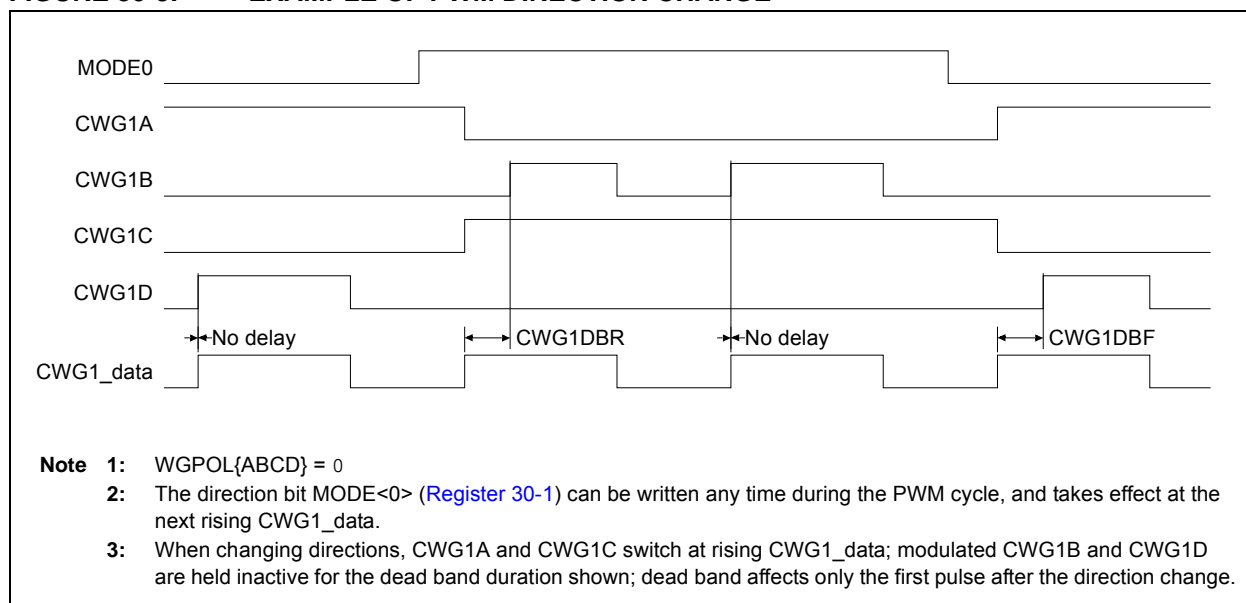 MODE0
CWG1A
CWG1B
CWG1C
CWG1D
No delay CWG1DBR No delay CWG1DBF
CWG1_data
Note 1: WGPOL{ABCD} = 0
2: The direction bit MODE<0> (Register 30-1) can be written any time during the PWM cycle, and takes effect at the
next rising CWG1_data.
3: When changing directions, CWG1A and CWG1C switch at rising CWG1_data; modulated CWG1B and CWG1D
are held inactive for the dead band duration shown; dead band affects only the first pulse after the direction change.